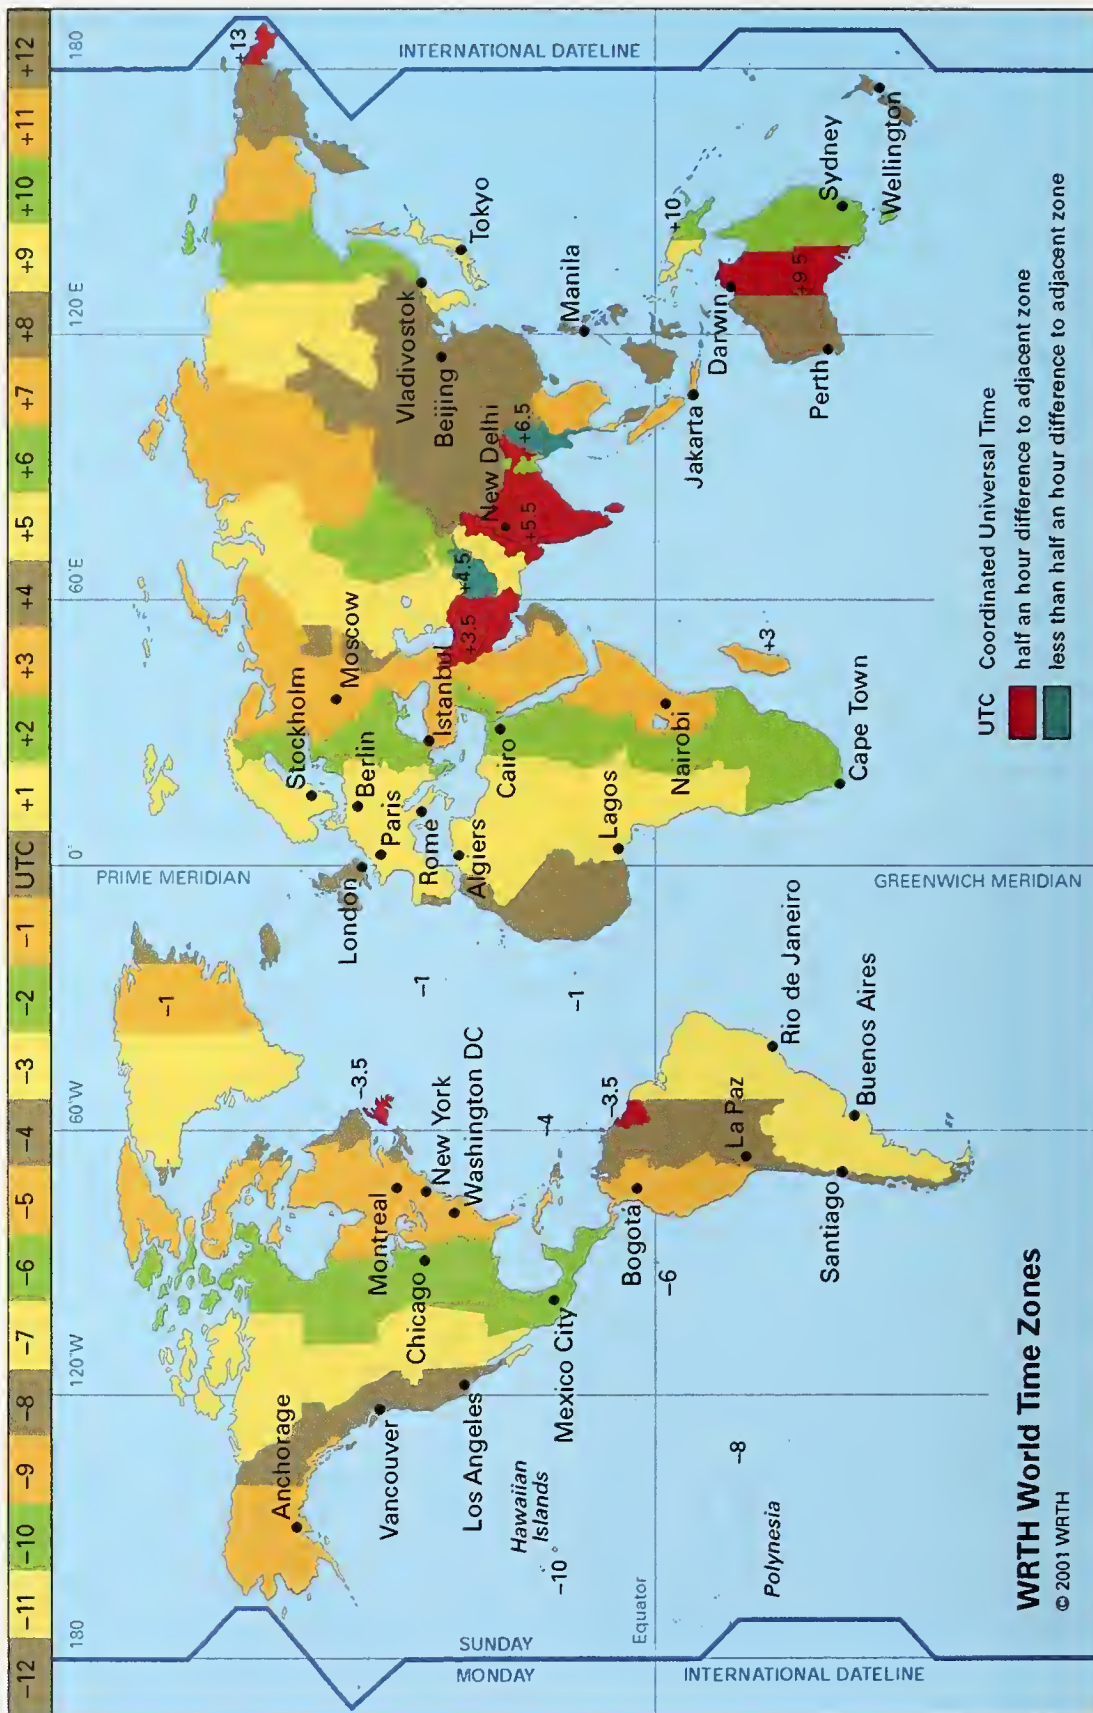 −12 −11 −10 −9 −8 −7 −6 −5 −4 −3 −2 −1 UTC +1 +2 +3 +4 +5 +6 +7 +8 +9 +10 +11 +12
180 120°W 60°W 0° 60°E 120 E 180
PRIME MERIDIAN
INTERNATIONAL DATELINE
SUNDAY
MONDAY
INTERNATIONAL DATELINE
GREENWICH MERIDIAN
Equator
Anchorage
Vancouver
Los Angeles
Hawaiian
Islands
−10
Chicago
Montreal
New York
Washington DC
Mexico City
−1
−3.5
−1
−1
−4
−3.5
Bogotá
−6
La Paz
Rio de Janeiro
Buenos Aires
Santiago
−8
Polynesia
London
Stockholm
Berlin
Paris
Rome
Algiers
Moscow
Istanbul
Cairo
Lagos
Nairobi
Cape Town
+3
+3.5
+4.5
New Delhi
+5.5
+6.5
+13
Vladivostok
Beijing
Tokyo
Manila
Jakarta
+10
Darwin
+9.5
Perth
Sydney
Wellington
UTC Coordinated Universal Time
half an hour difference to adjacent zone
less than half an hour difference to adjacent zone
WRTH World Time Zones
© 2001 WRTH